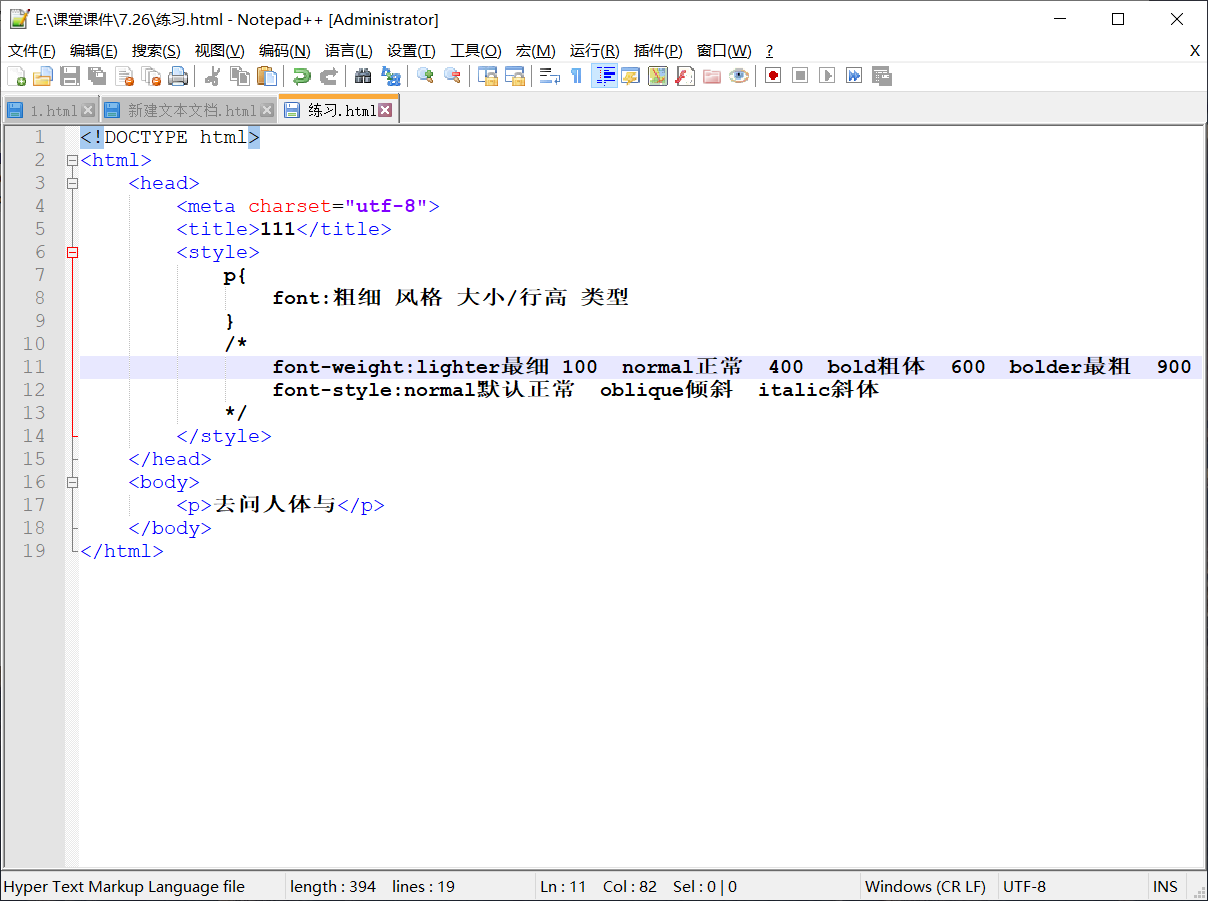 E:\课堂课件\7.26\练习.html - Notepad++ [Administrator]
文件(F) 编辑(E) 搜索(S) 视图(V) 编码(N) 语言(L) 设置(T) 工具(O) 宏(M) 运行(R) 插件(P) 窗口(W) ? X
1.html 新建文本文档.html 练习.html
1 <!DOCTYPE html>
2 <html>
3 <head>
4 <meta charset="utf-8">
5 <title>111</title>
6 <style>
7 p{
8 font:粗细 风格 大小/行高 类型
9 }
10 /*
11 font-weight:lighter最细 100 normal正常 400 bold粗体 600 bolder最粗 900
12 font-style:normal默认正常 oblique倾斜 italic斜体
13 */
14 </style>
15 </head>
16 <body>
17 <p>去问人体与</p>
18 </body>
19 </html>
Hyper Text Markup Language file length : 394 lines : 19 Ln : 11 Col : 82 Sel : 0 | 0 Windows (CR LF) UTF-8 INS